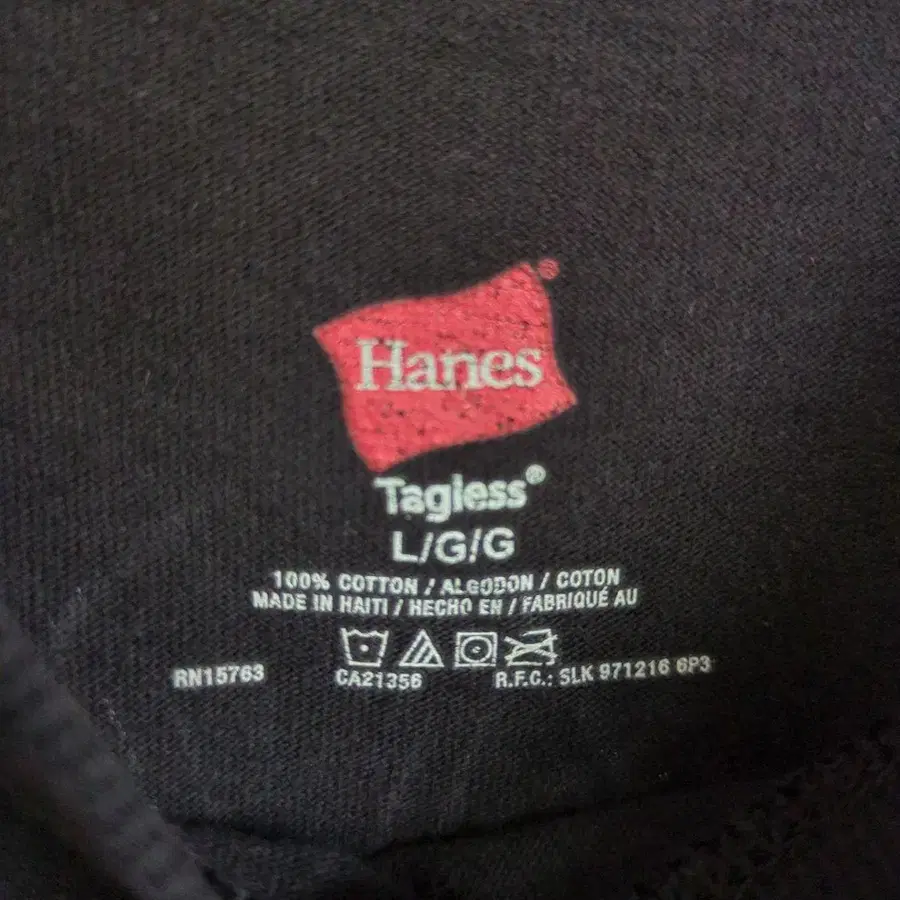 Hanes®
Tagless®
L/G/G
100% COTTON / ALGODON / COTON
MADE IN HAITI / HECHO EN / FABRIQUÉ AU
RN15763 CA21356 R.F.C.: SLK 971216 6P3